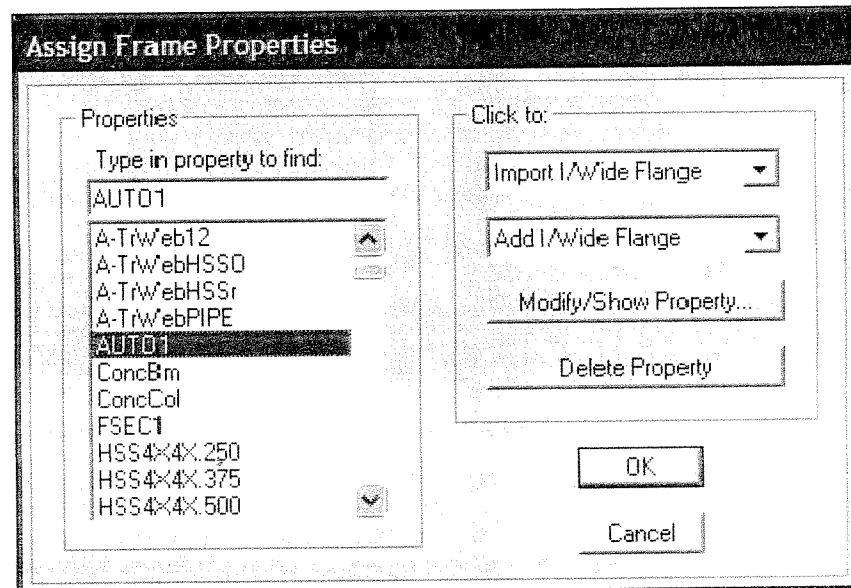 Assign Frame Properties
Properties
Type in property to find:
AUTO1
A-TrWeb12
A-TrWebHSSO
A-TrWebHSSr
A-TrWebPIPE
AUTO1
ConcBm
ConcCol
FSEC1
HSS4X4X.250
HSS4X4X.375
HSS4X4X.500
Click to:
Import I/Wide Flange
Add I/Wide Flange
Modify/Show Property...
Delete Property
OK
Cancel